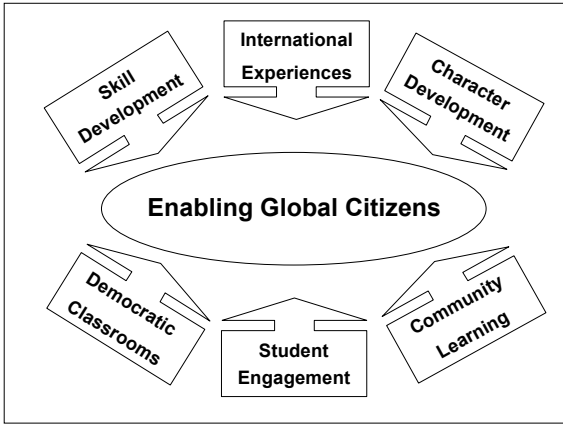 Skill
Development
International
Experiences
Character
Development
Enabling Global Citizens
Democratic
Classrooms
Student
Engagement
Community
Learning